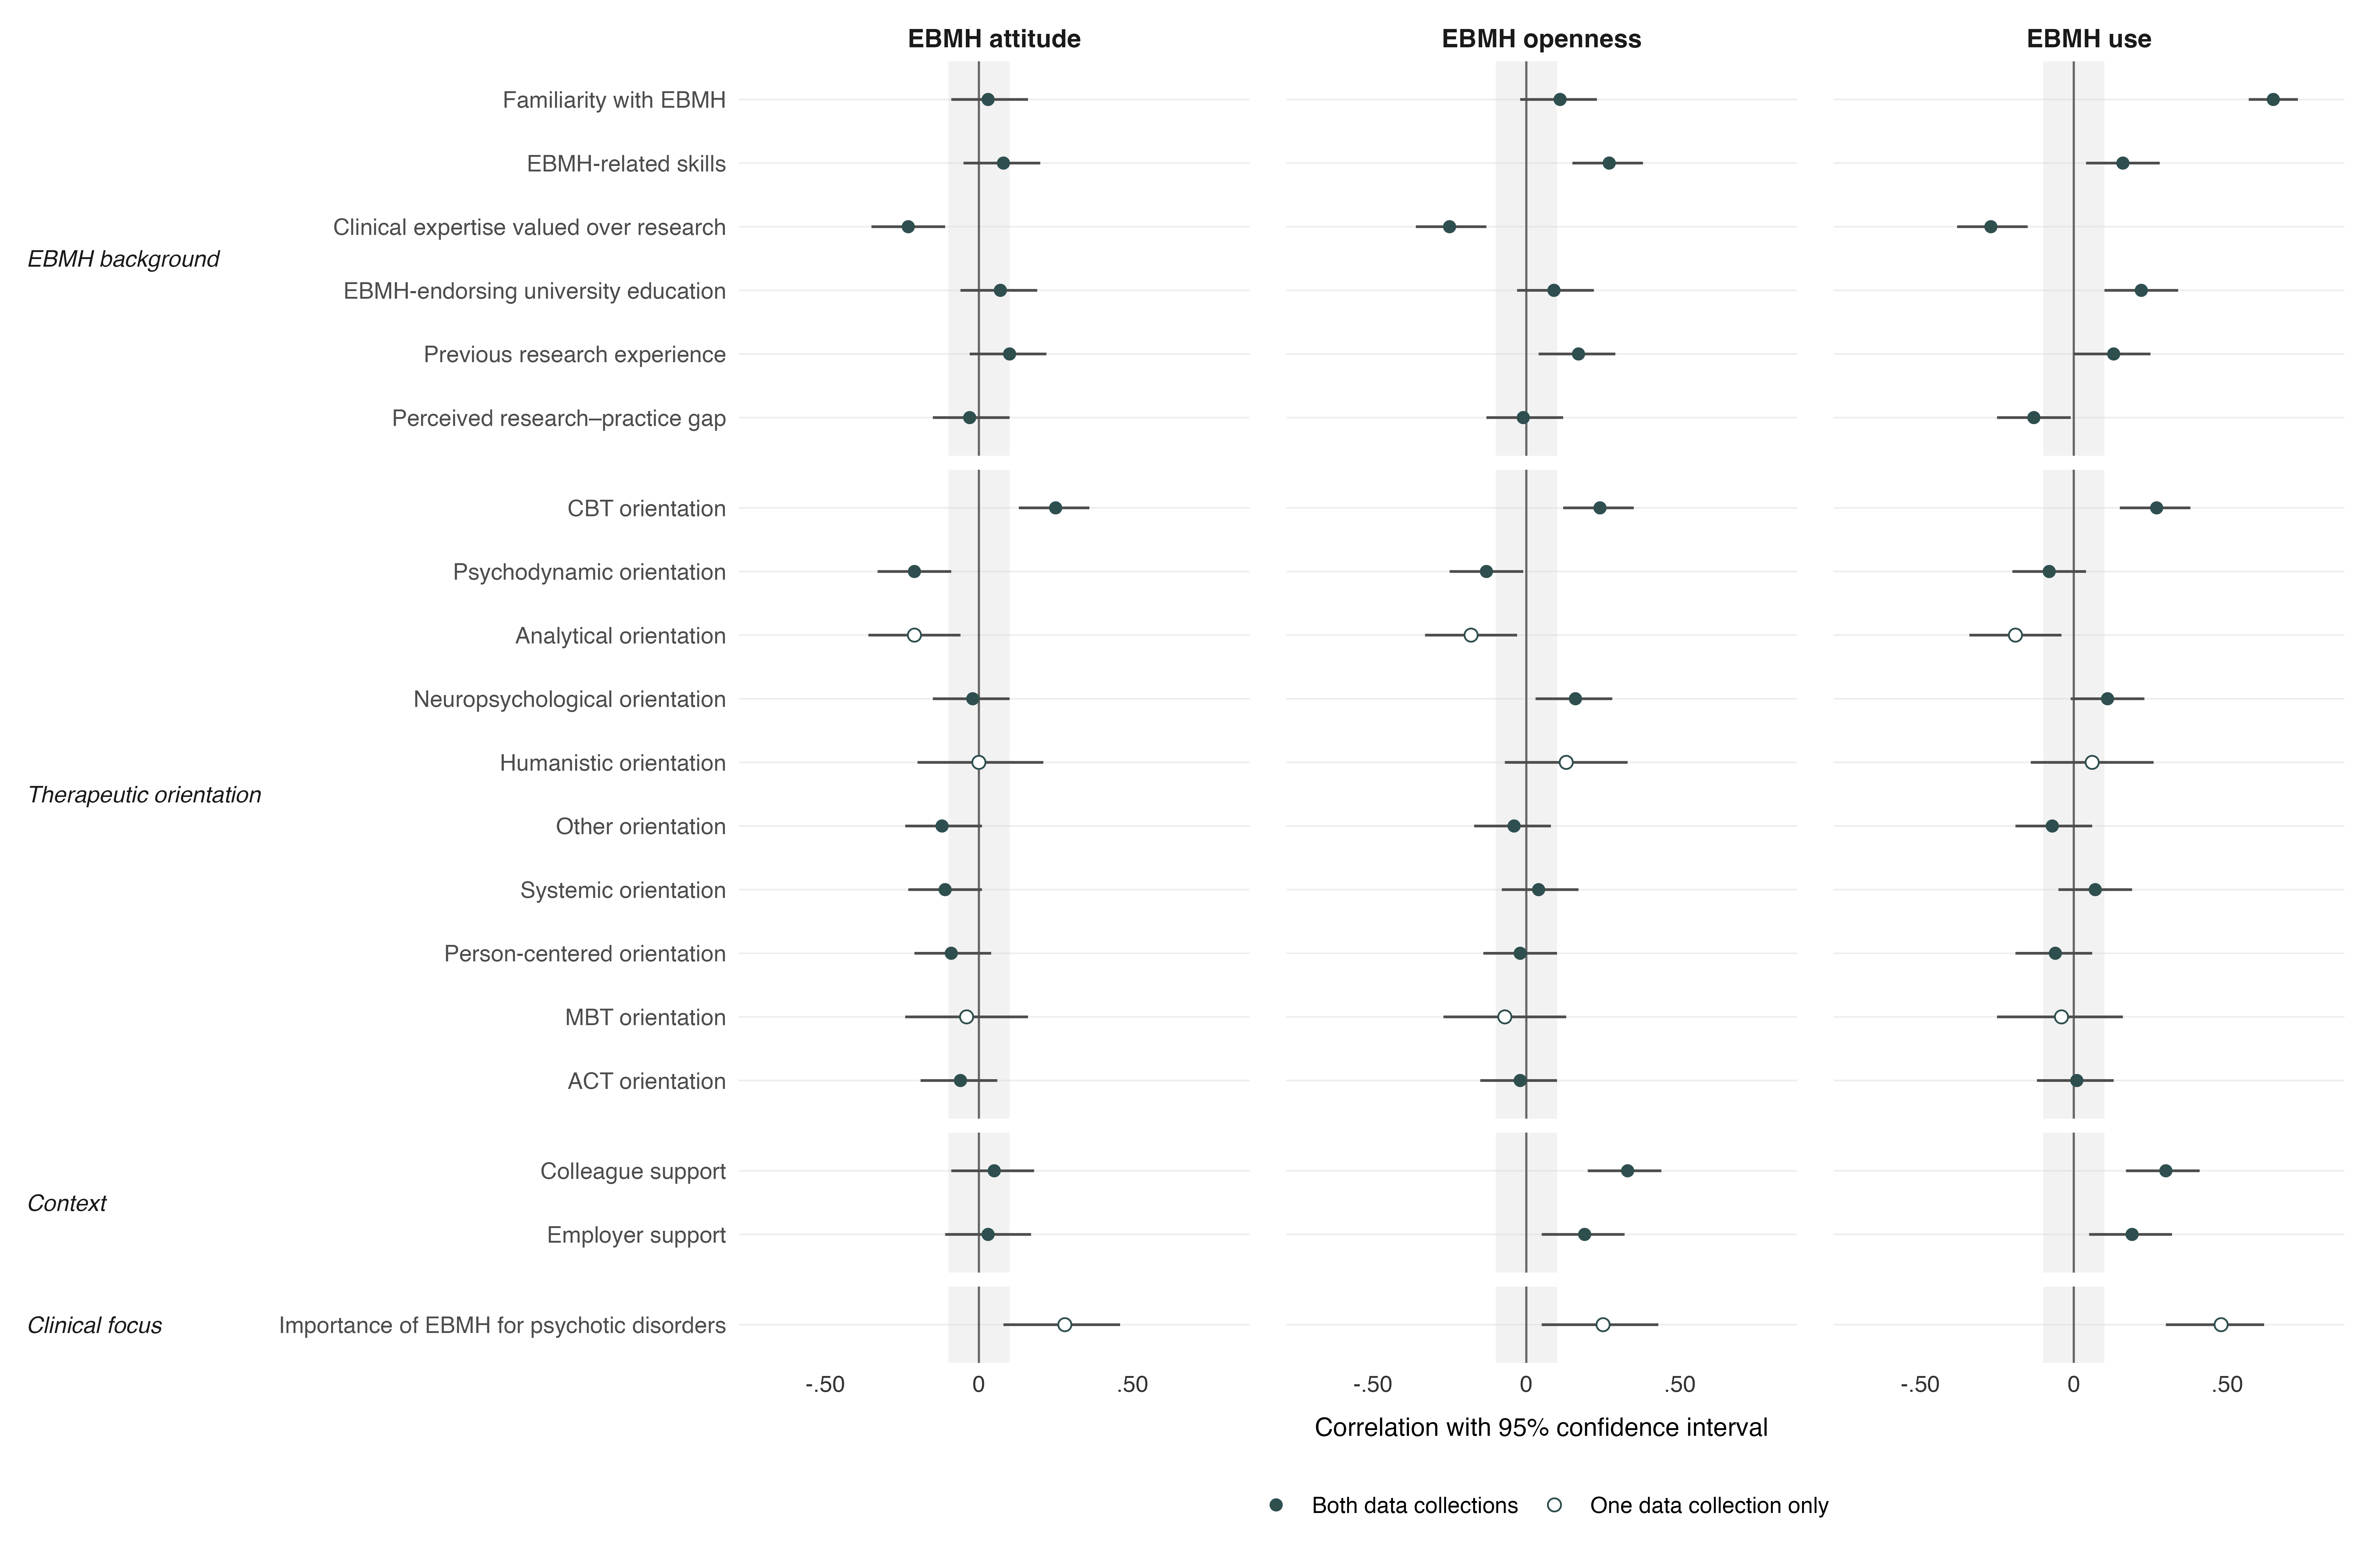 EBMH attitude EBMH openness EBMH use
Familiarity with EBMH
EBMH-related skills
Clinical expertise valued over research
EBMH background
EBMH-endorsing university education
Previous research experience
Perceived research–practice gap
CBT orientation
Psychodynamic orientation
Analytical orientation
Neuropsychological orientation
Humanistic orientation
Therapeutic orientation
Other orientation
Systemic orientation
Person-centered orientation
MBT orientation
ACT orientation
Colleague support
Context
Employer support
Clinical focus Importance of EBMH for psychotic disorders
-.50 0 .50 -.50 0 .50 -.50 0 .50
Correlation with 95% confidence interval
Both data collections One data collection only